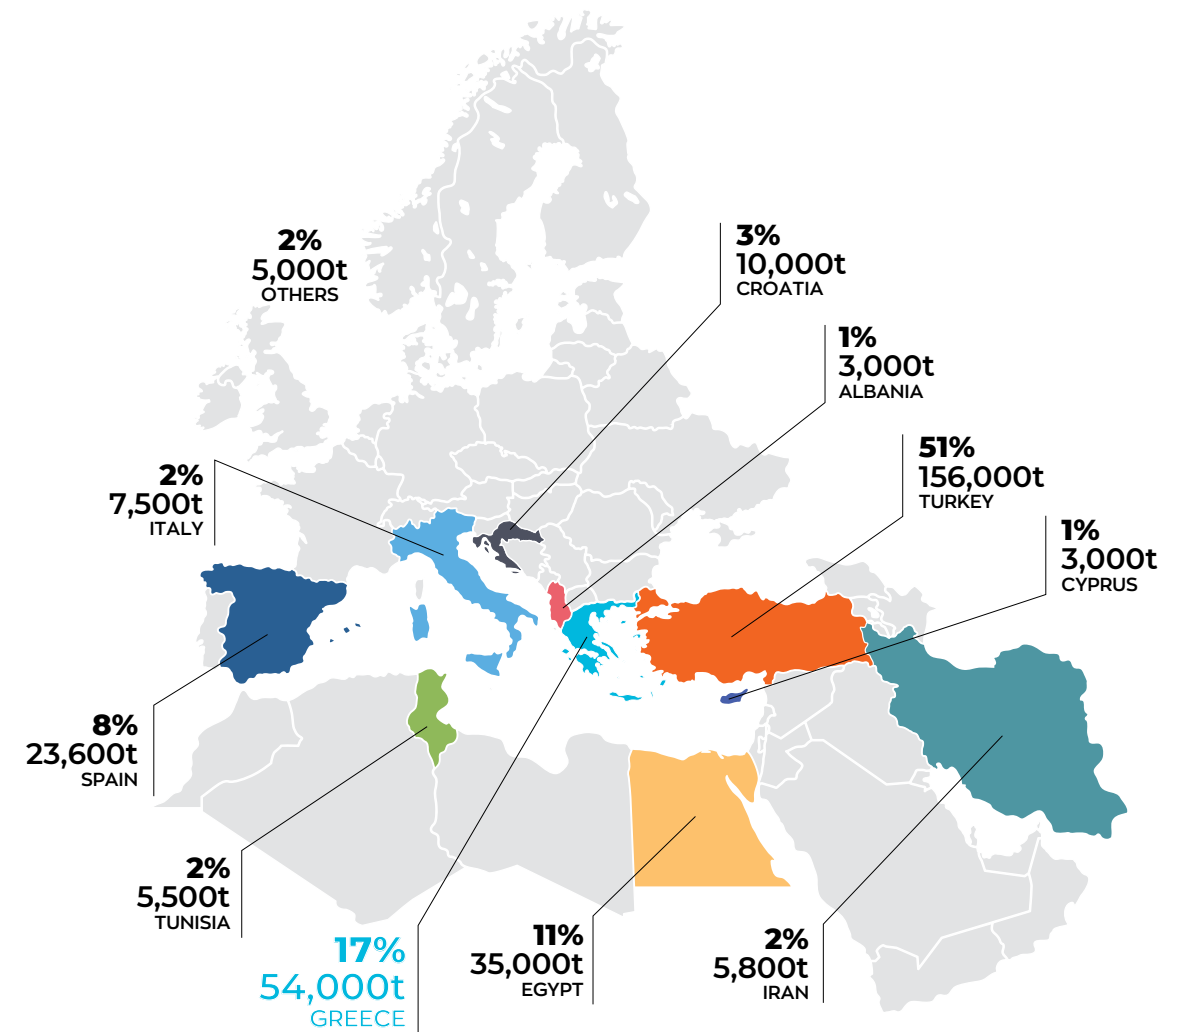 2%
5,000t
OTHERS
3%
10,000t
CROATIA
1%
3,000t
ALBANIA
51%
156,000t
TURKEY
2%
7,500t
ITALY
1%
3,000t
CYPRUS
8%
23,600t
SPAIN
2%
5,500t
TUNISIA
17%
54,000t
GREECE
11%
35,000t
EGYPT
2%
5,800t
IRAN